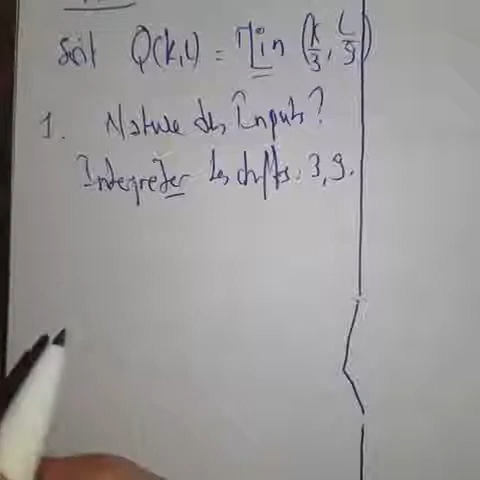 Soit Q(K,L) = Min (K/3, L/9)
1. Nature des Inputs ?
Interpréter les chiffres. 3,9.